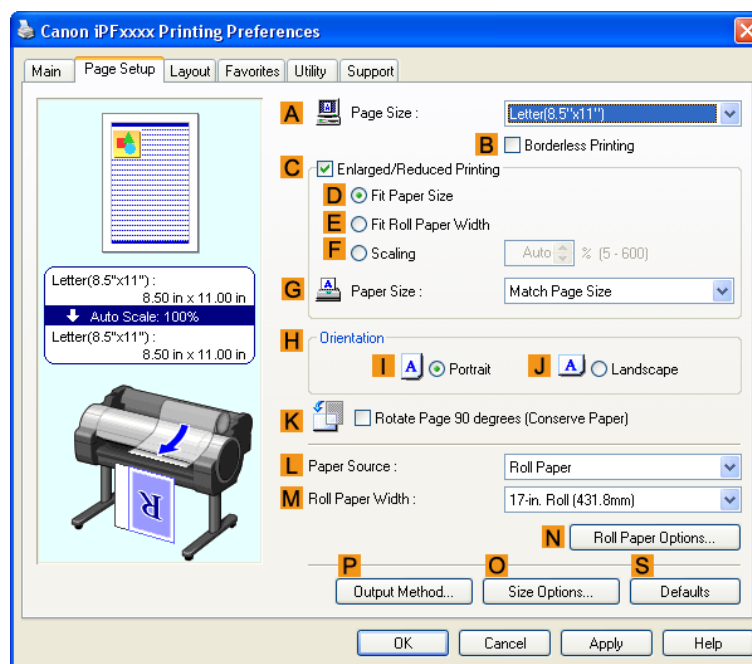 Canon iPFxxxx Printing Preferences
Main Page Setup Layout Favorites Utility Support
A Page Size : Letter(8.5"x11")
B Borderless Printing
C Enlarged/Reduced Printing
D Fit Paper Size
E Fit Roll Paper Width
F Scaling Auto % (5 - 600)
G Paper Size : Match Page Size
Letter(8.5"x11") :
8.50 in x 11.00 in
Auto Scale: 100%
Letter(8.5"x11") :
8.50 in x 11.00 in
H Orientation
I A Portrait J A Landscape
K Rotate Page 90 degrees (Conserve Paper)
L Paper Source : Roll Paper
M Roll Paper Width : 17-in. Roll (431.8mm)
N Roll Paper Options...
R
P O S
Output Method... Size Options... Defaults
OK Cancel Apply Help